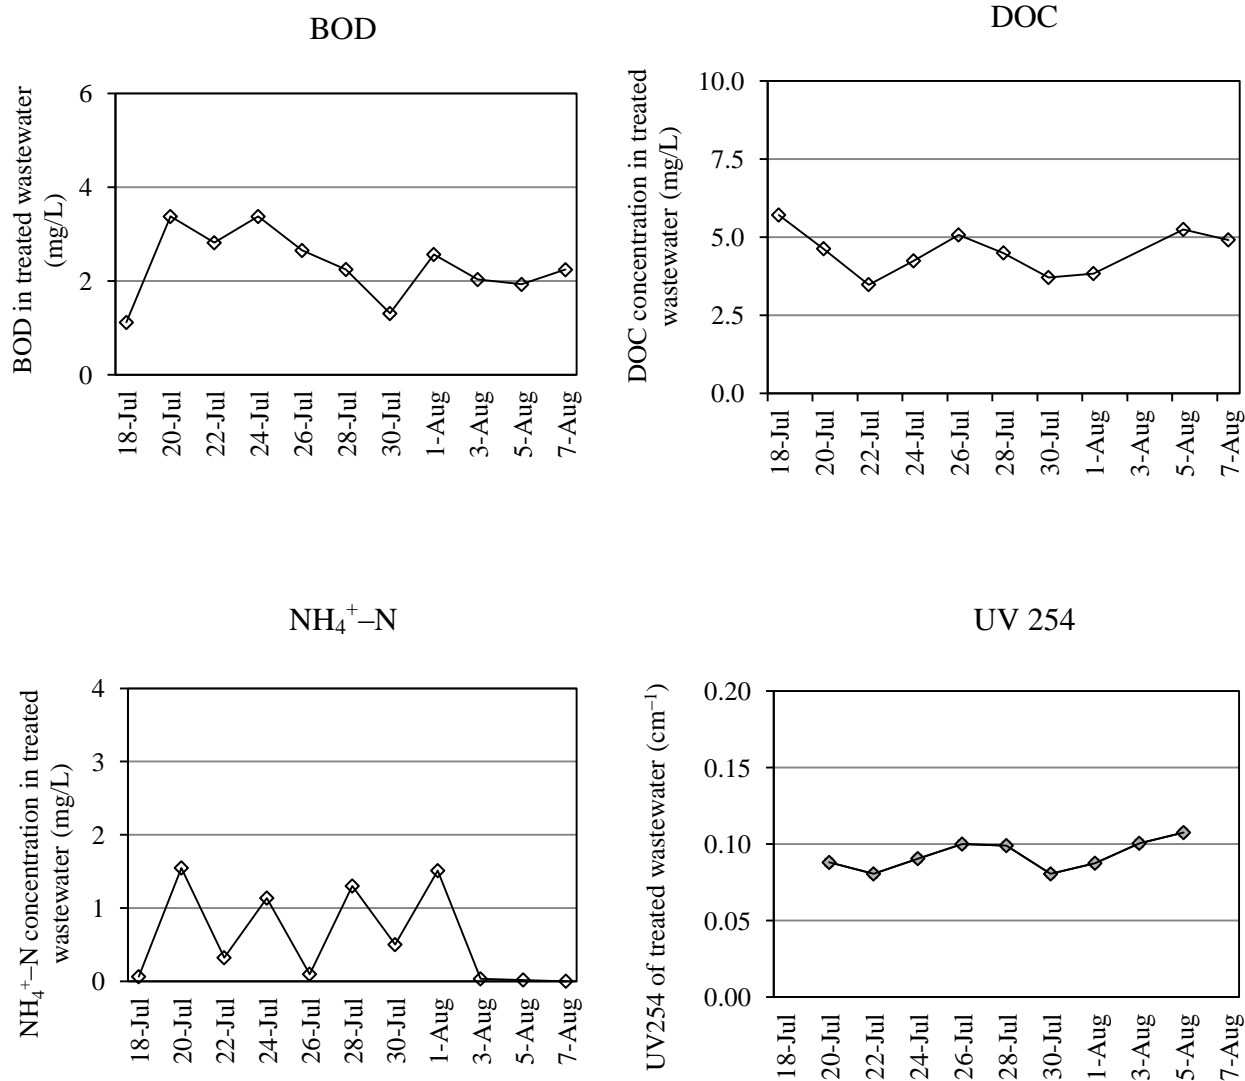 BOD
BOD in treated wastewater
(mg/L)
6
4
2
0
18-Jul
20-Jul
22-Jul
24-Jul
26-Jul
28-Jul
30-Jul
1-Aug
3-Aug
5-Aug
7-Aug
DOC
DOC concentration in treated
wastewater (mg/L)
10.0
7.5
5.0
2.5
0.0
18-Jul
20-Jul
22-Jul
24-Jul
26-Jul
28-Jul
30-Jul
1-Aug
3-Aug
5-Aug
7-Aug
NH₄⁺–N
NH₄⁺–N concentration in treated
wastewater (mg/L)
4
3
2
1
0
18-Jul
20-Jul
22-Jul
24-Jul
26-Jul
28-Jul
30-Jul
1-Aug
3-Aug
5-Aug
7-Aug
UV 254
UV254 of treated wastewater (cm⁻¹)
0.20
0.15
0.10
0.05
0.00
18-Jul
20-Jul
22-Jul
24-Jul
26-Jul
28-Jul
30-Jul
1-Aug
3-Aug
5-Aug
7-Aug